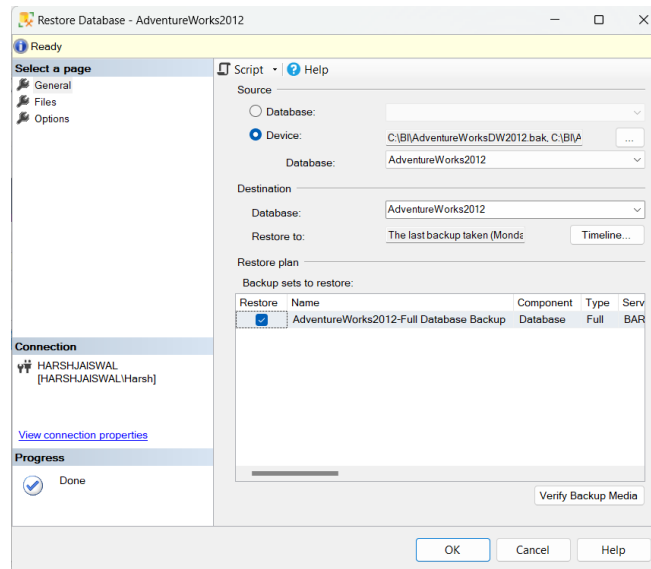 Restore Database - AdventureWorks2012
Ready
Select a page
General
Files
Options
Script
Help
Source
Database:
Device:
C:\BI\AdventureWorksDW2012.bak, C:\BI\A
...
Database:
AdventureWorks2012
Destination
Database:
AdventureWorks2012
Restore to:
The last backup taken (Monda
Timeline...
Restore plan
Backup sets to restore:
Restore Name Component Type Serv
AdventureWorks2012-Full Database Backup Database Full BAR
Connection
HARSHJAISWAL
[HARSHJAISWAL\Harsh]
View connection properties
Progress
Done
Verify Backup Media
OK Cancel Help